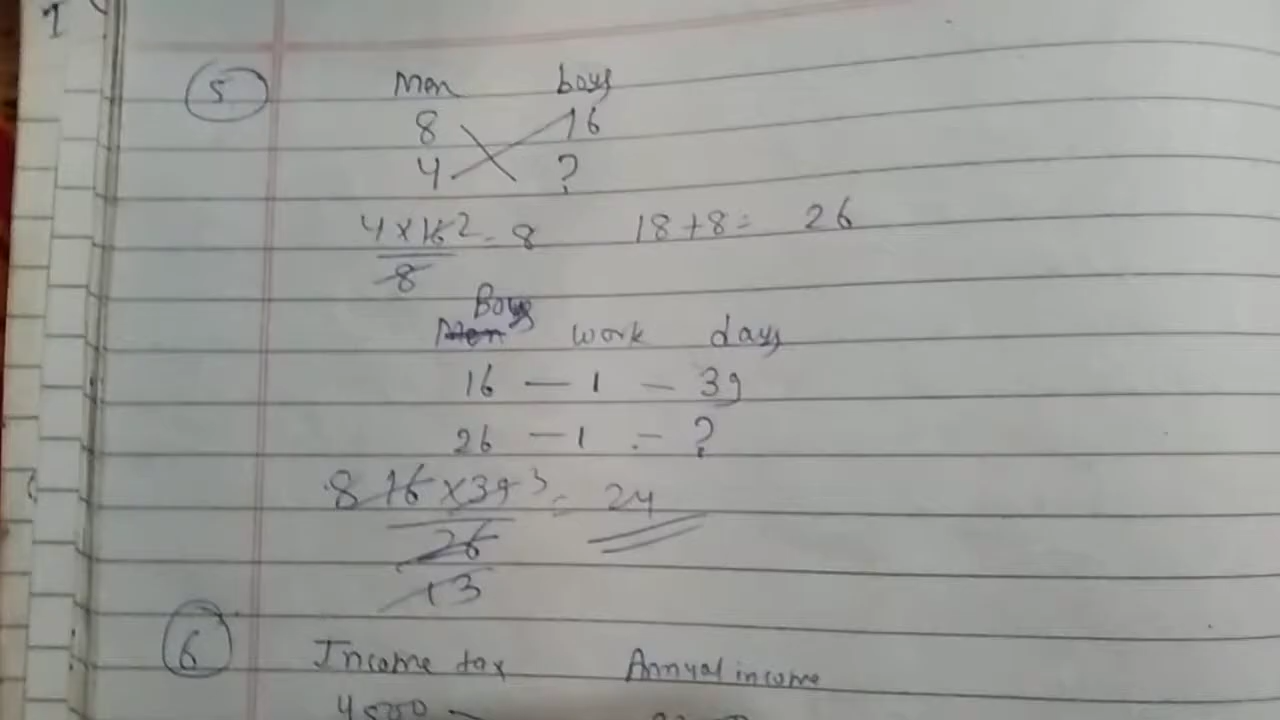 5 Men boys
8 16
4 ?
4 x 16 2 = 8 18 + 8 = 26
8
Boys
Men work days
16 — 1 — 39
26 — 1 — ?
8 16 x 39 3 = 24
26
13
6 Income tax Annual income